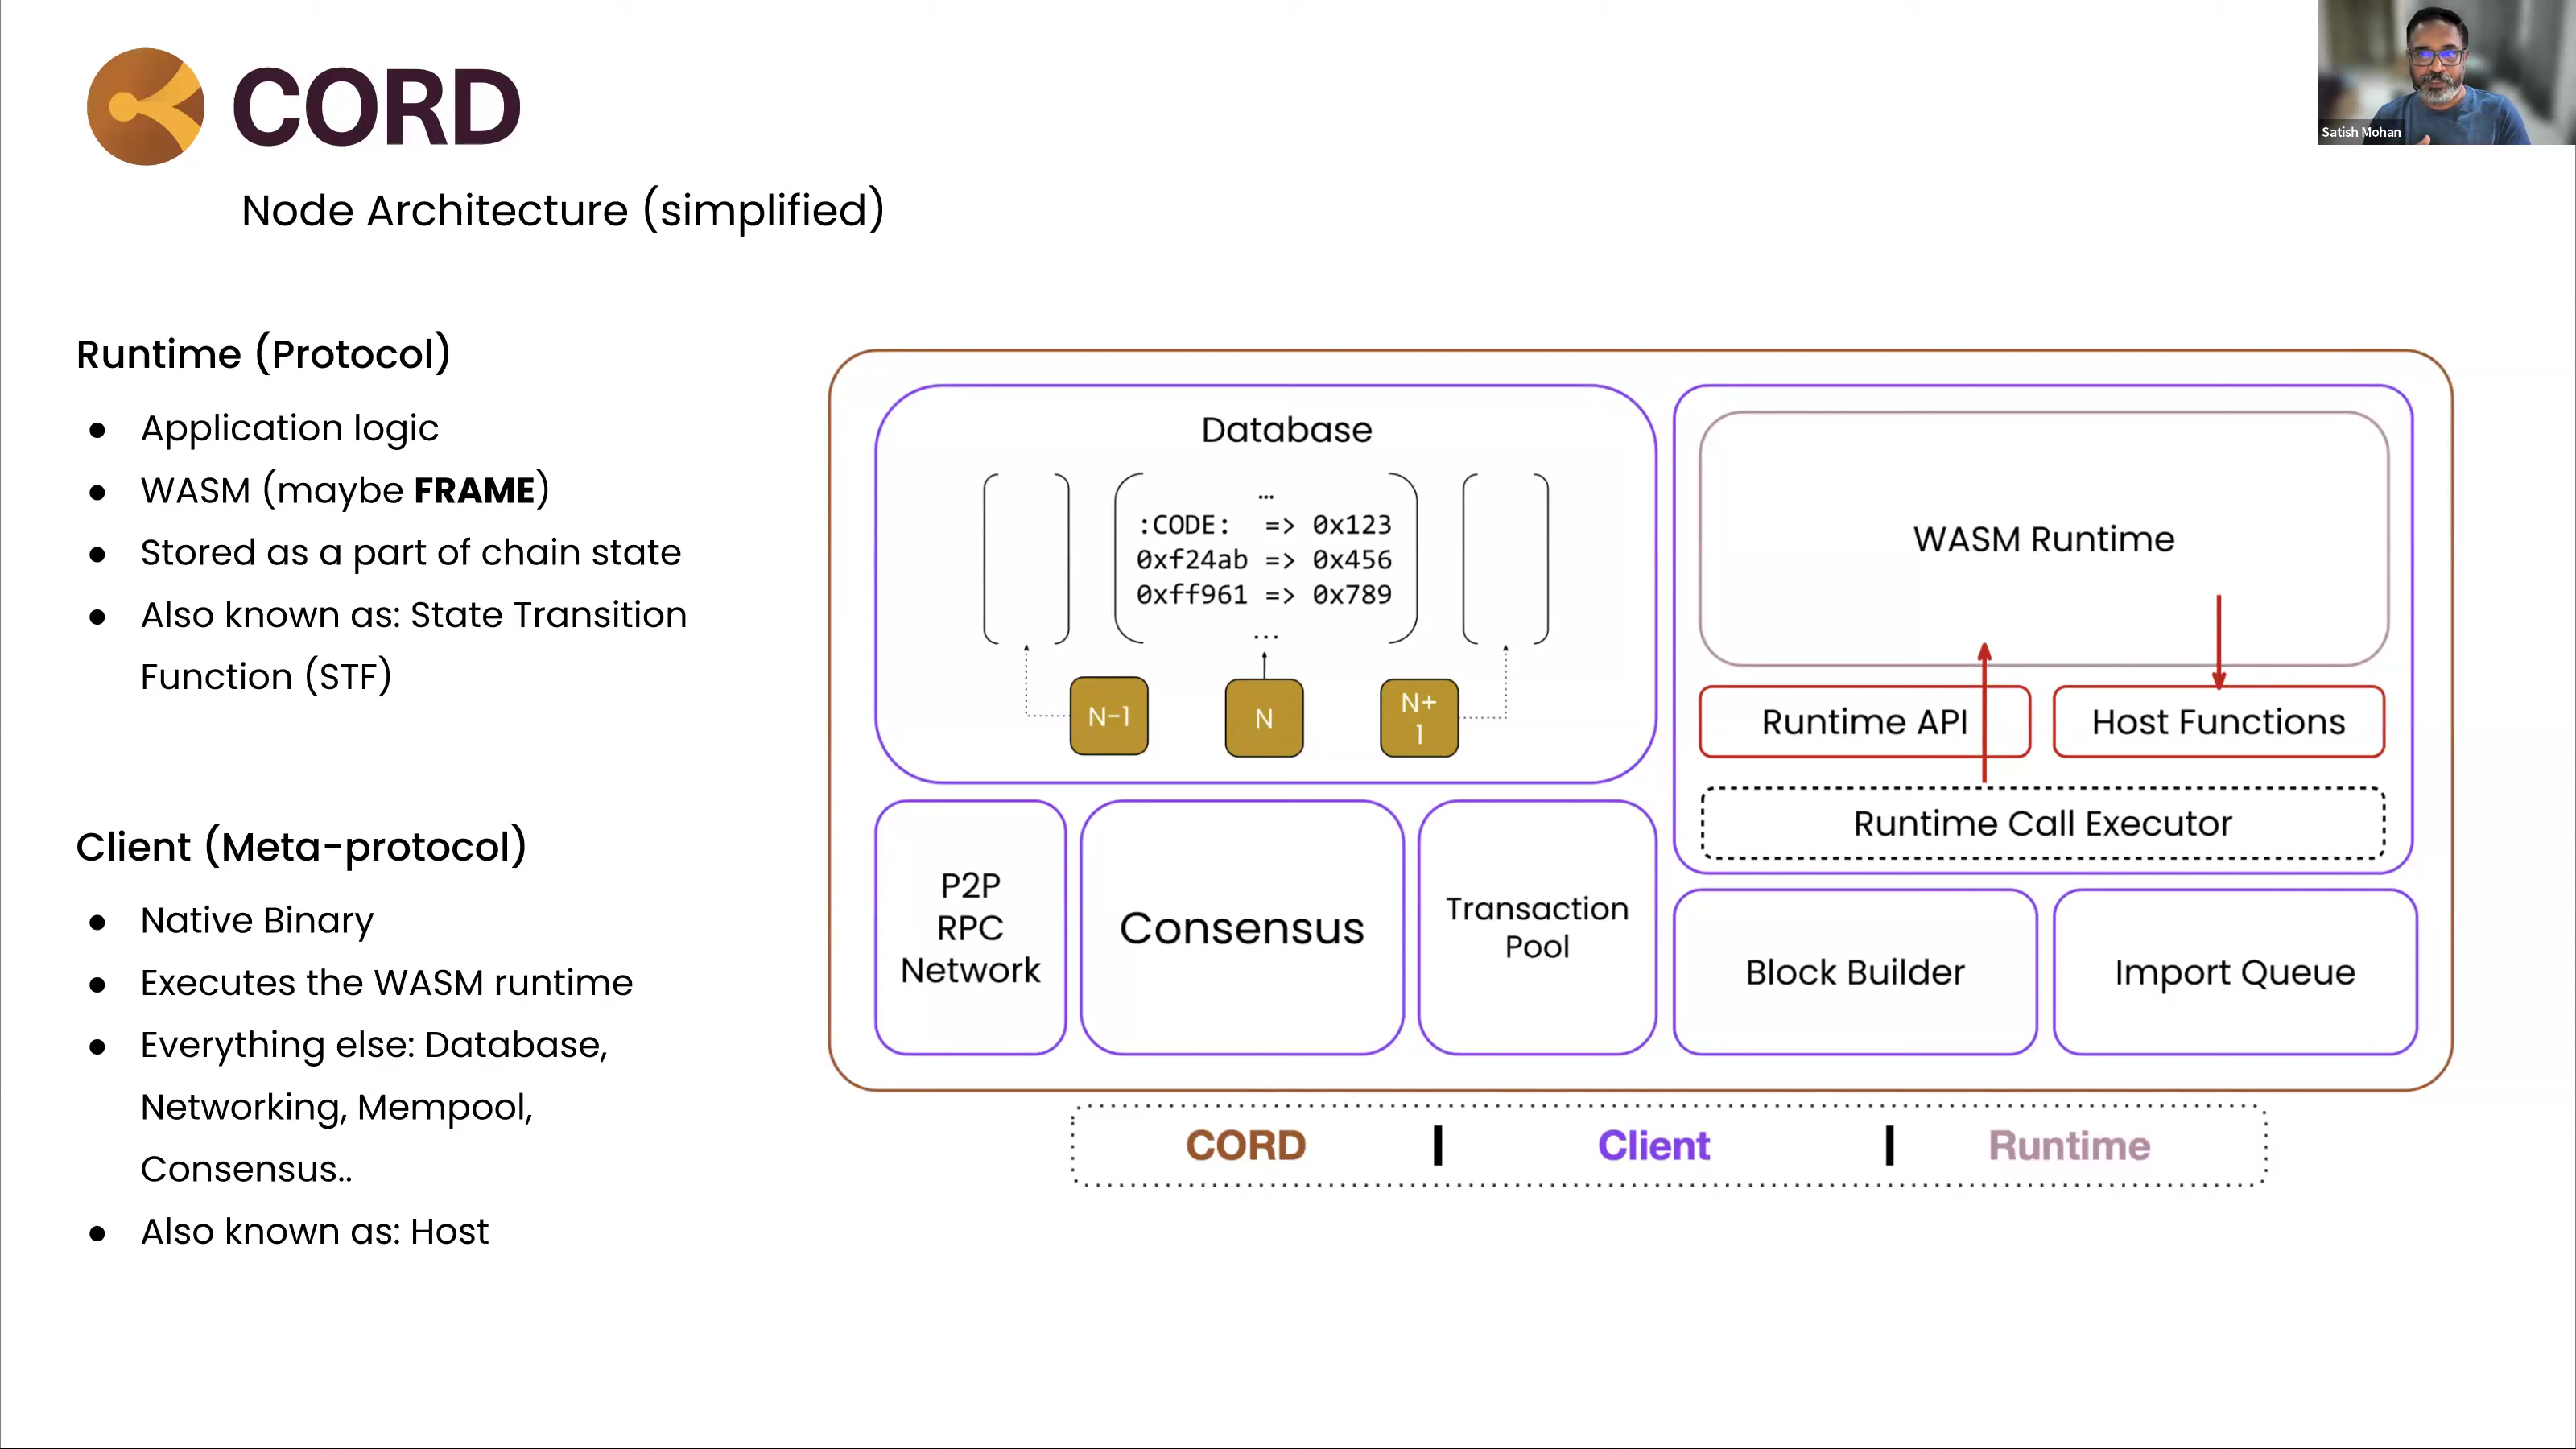 CORD
Satish Mohan
Node Architecture (simplified)
Runtime (Protocol)
● Application logic
● WASM (maybe FRAME)
● Stored as a part of chain state
● Also known as: State Transition
Function (STF)
Client (Meta-protocol)
● Native Binary
● Executes the WASM runtime
● Everything else: Database,
Networking, Mempool,
Consensus..
● Also known as: Host
Database
...
:CODE: => 0x123
0xf24ab => 0x456
0xff961 => 0x789
...
N-1
N
N+
1
WASM Runtime
Runtime API
Host Functions
Runtime Call Executor
P2P
RPC
Network
Consensus
Transaction
Pool
Block Builder
Import Queue
CORD | Client | Runtime